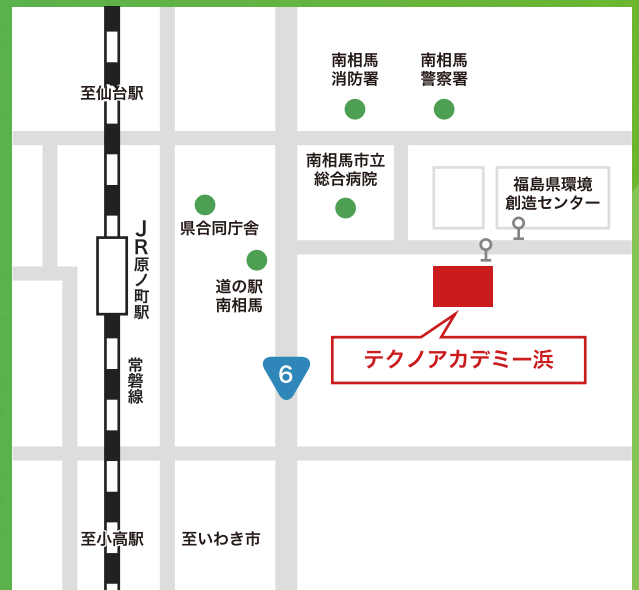 至仙台駅
南相馬
消防署
南相馬
警察署
南相馬市立
総合病院
福島県環境
創造センター
県合同庁舎
JR原ノ町駅
道の駅
南相馬
テクノアカデミー浜
6
常磐線
至小高駅
至いわき市